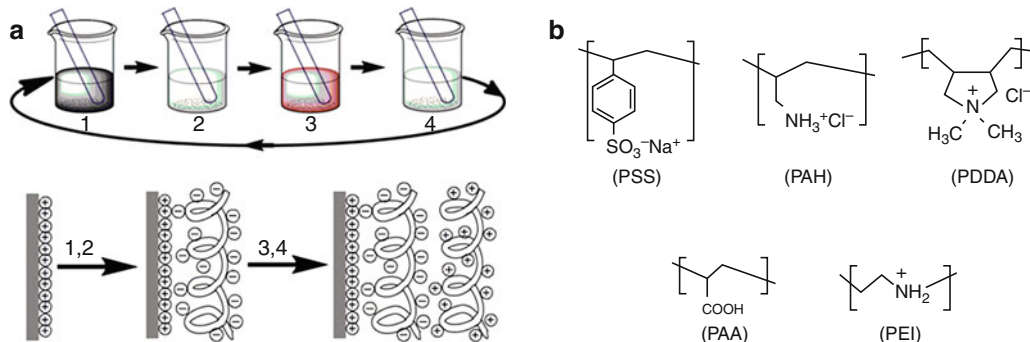 a
1
2
3
4
1,2
3,4
b
SO₃⁻Na⁺
(PSS)
NH₃⁺Cl⁻
(PAH)
+
N
Cl⁻
H₃C
CH₃
(PDDA)
COOH
(PAA)
+
NH₂
(PEI)